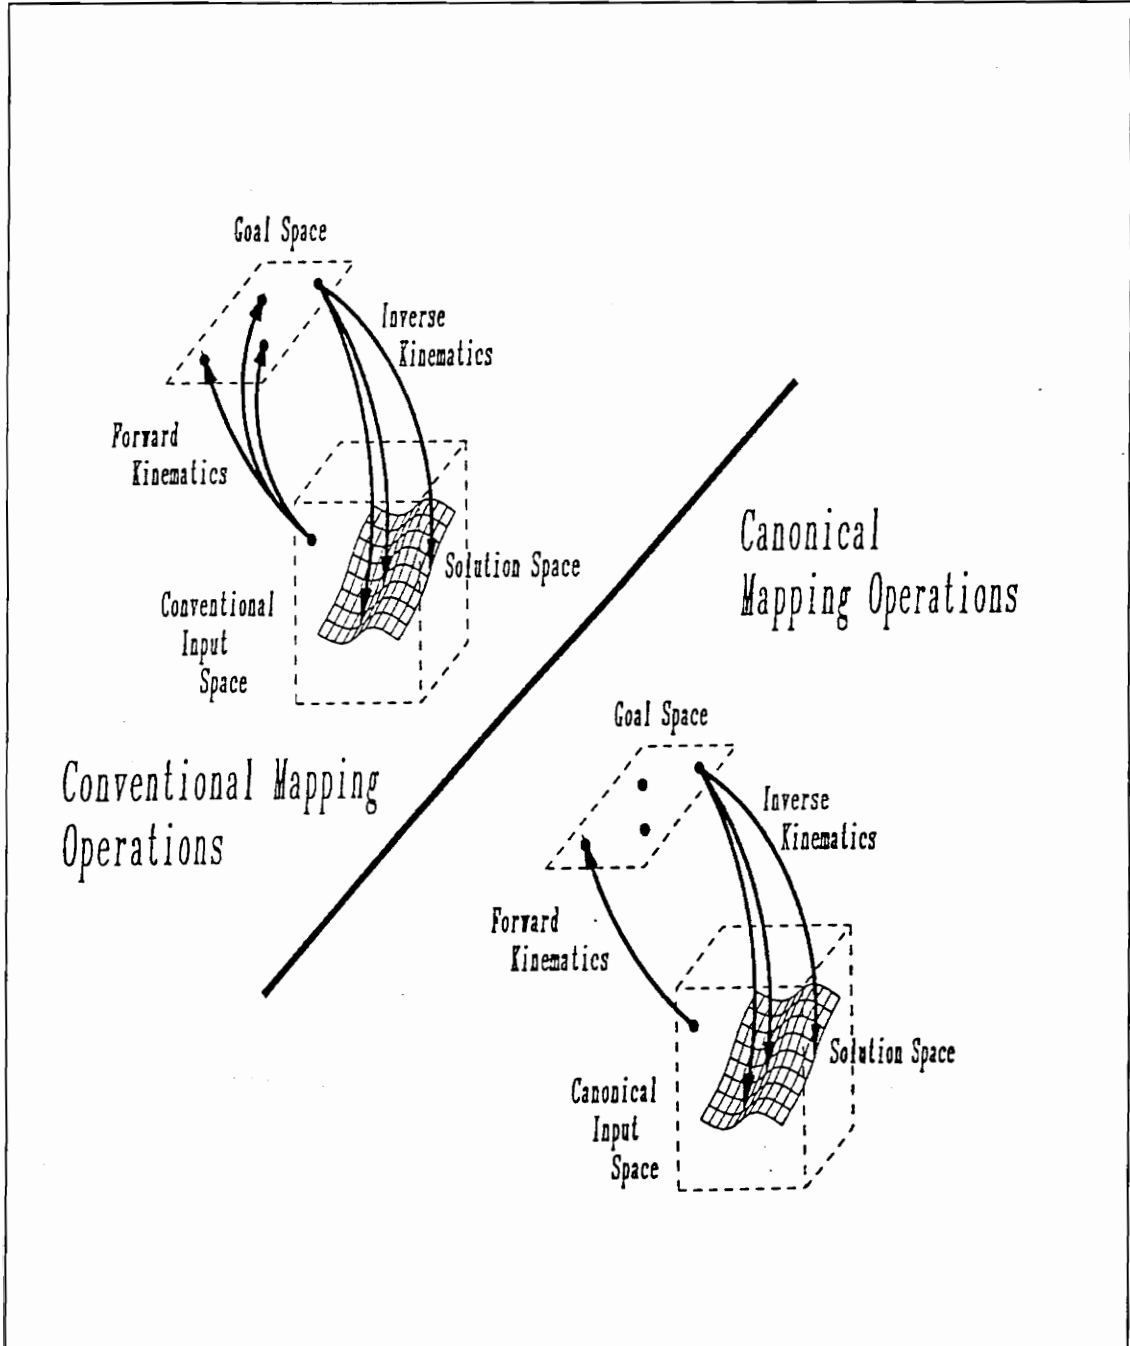 Goal Space
Inverse
Kinematics
Forward
Kinematics
Solution Space
Conventional
Input
Space
Conventional Mapping
Operations
Canonical
Mapping Operations
Goal Space
Inverse
Kinematics
Forward
Kinematics
Solution Space
Canonical
Input
Space